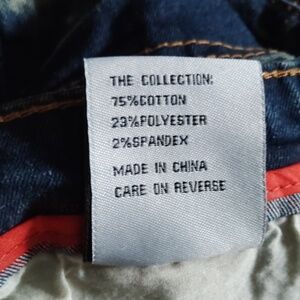 THE COLLECTION:
75%COTTON
23%POLYESTER
2%SPANDEX
MADE IN CHINA
CARE ON REVERSE